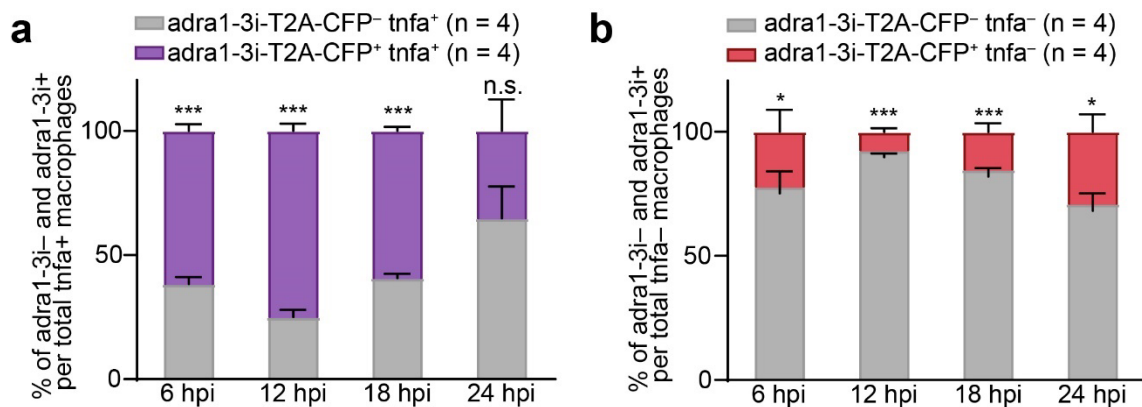 a
adra1-3i-T2A-CFP⁻ tnfa⁺ (n = 4)
adra1-3i-T2A-CFP⁺ tnfa⁺ (n = 4)
% of adra1-3i– and adra1-3i+
per total tnfa+ macrophages
100
50
0
***
***
***
n.s.
6 hpi
12 hpi
18 hpi
24 hpi
b
adra1-3i-T2A-CFP⁻ tnfa⁻ (n = 4)
adra1-3i-T2A-CFP⁺ tnfa⁻ (n = 4)
% of adra1-3i– and adra1-3i+
per total tnfa– macrophages
100
50
0
*
***
***
*
6 hpi
12 hpi
18 hpi
24 hpi